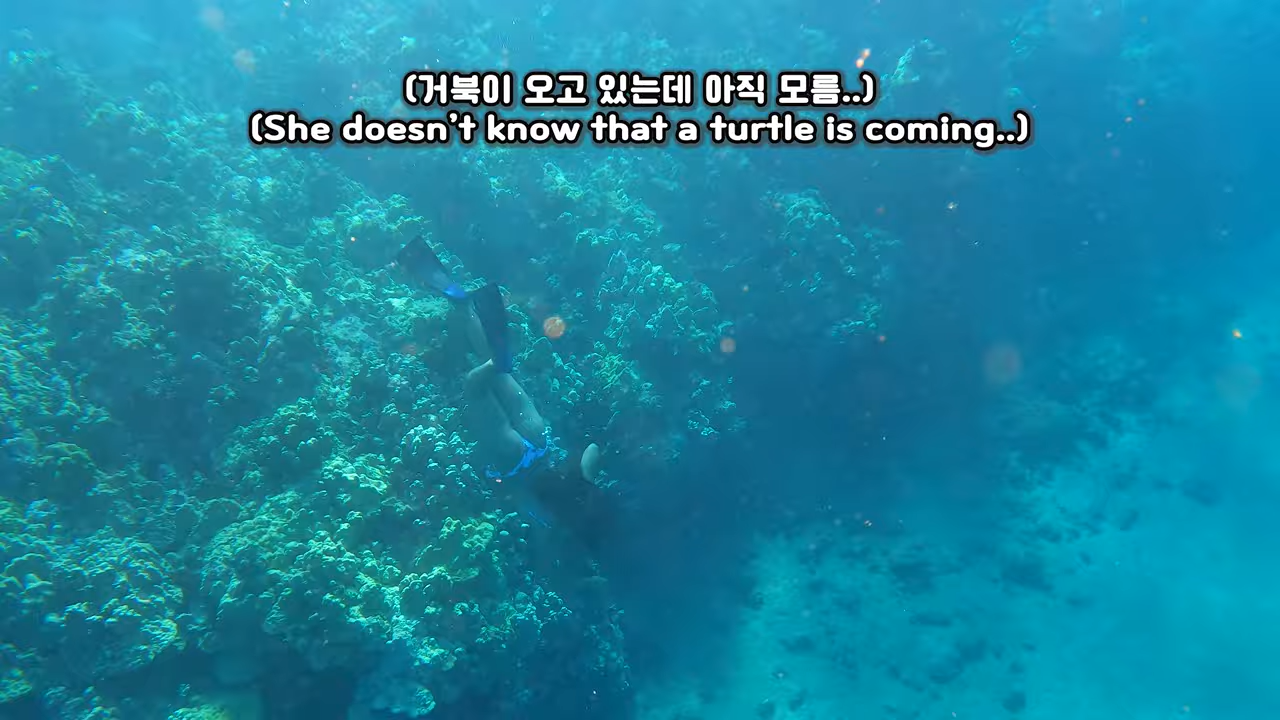 (거북이 오고 있는데 아직 모름..)
(She doesn't know that a turtle is coming..)